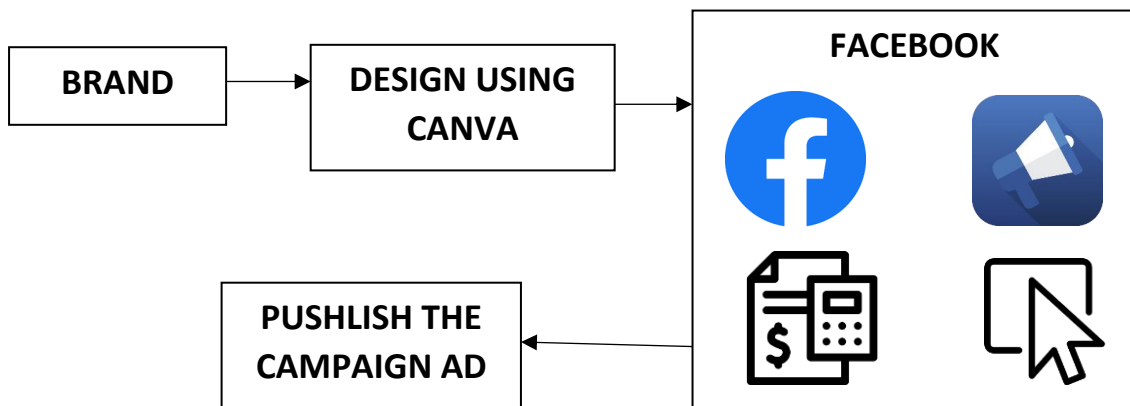 BRAND
DESIGN USING
CANVA
FACEBOOK
$
PUSHLISH THE
CAMPAIGN AD